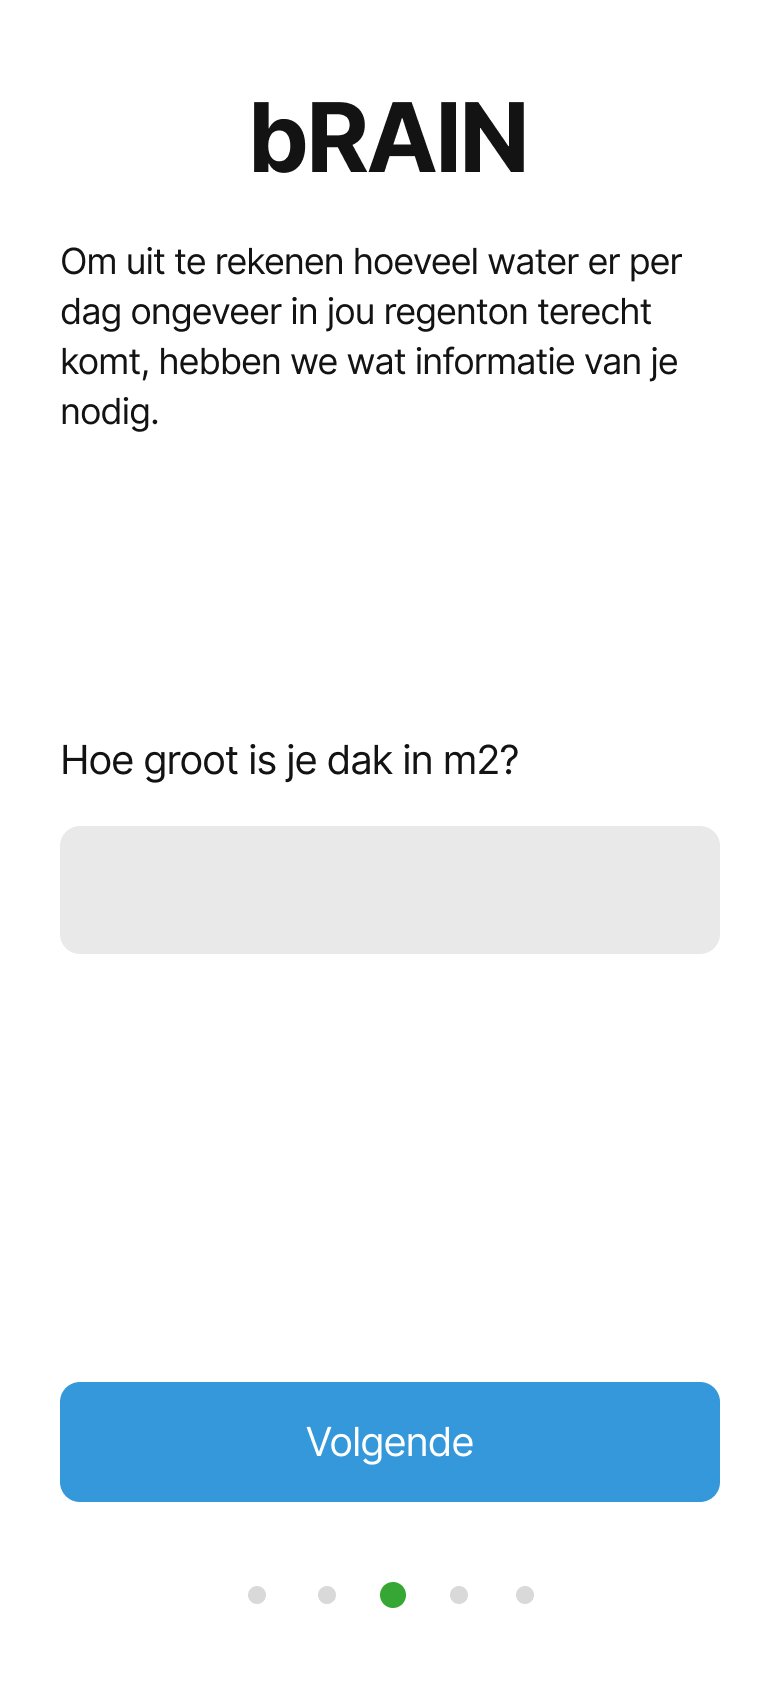 bRAIN
Om uit te rekenen hoeveel water er per
dag ongeveer in jou regenton terecht
komt, hebben we wat informatie van je
nodig.
Hoe groot is je dak in m2?
Volgende